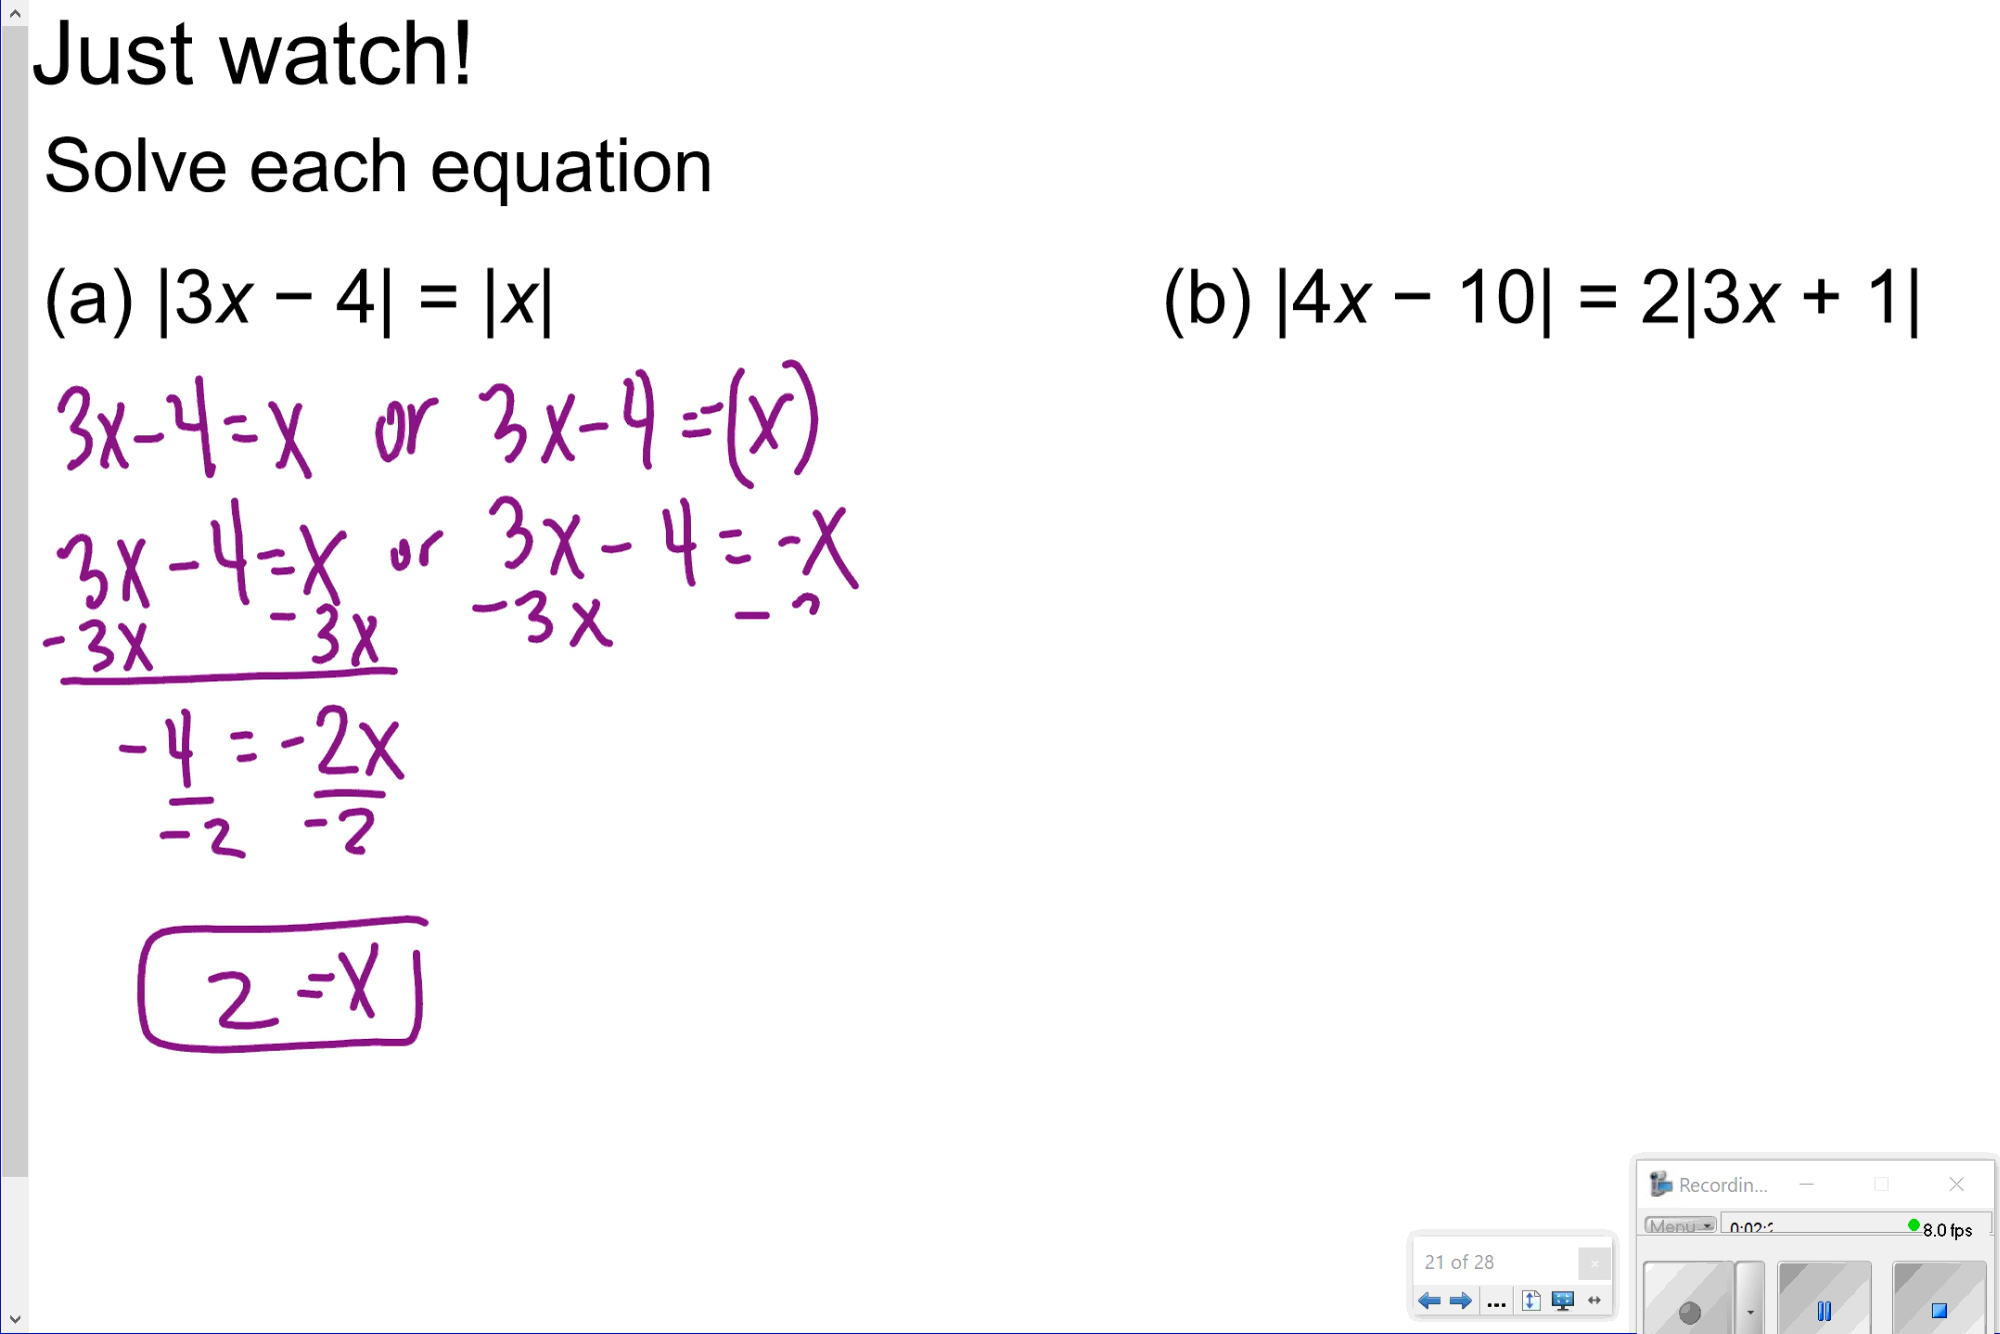 Just watch!
Solve each equation
(a) |3x − 4| = |x|
(b) |4x − 10| = 2|3x + 1|
3x-4=x or 3x-4=-(x)
3x-4=x or 3x-4=-x
-3x -3x -3x -
-4 = -2x
-2 -2
2 =x
Recordin...
Menu
8.0 fps
21 of 28
...